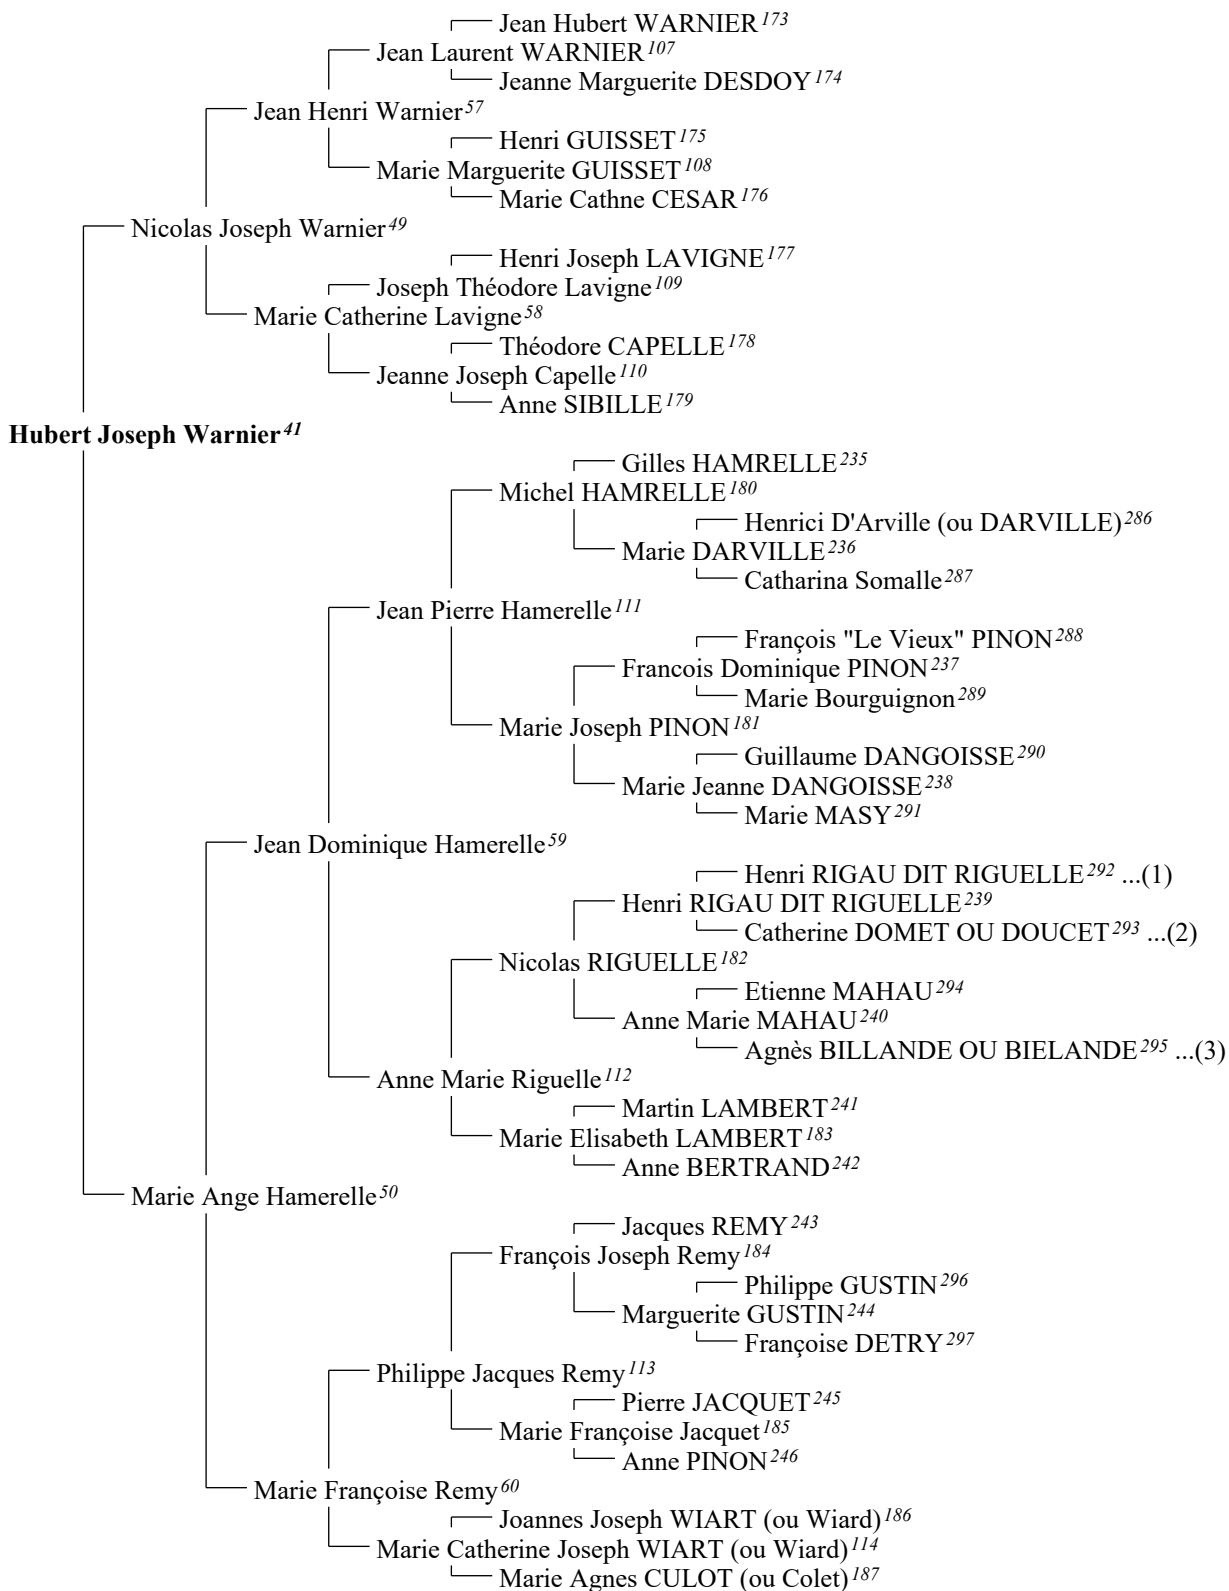 Jean Hubert WARNIER173
Jean Laurent WARNIER107
Jeanne Marguerite DESDOY174
Jean Henri Warnier57
Henri GUISSET175
Marie Marguerite GUISSET108
Marie Cathne CESAR176
Nicolas Joseph Warnier49
Henri Joseph LAVIGNE177
Joseph Théodore Lavigne109
Marie Catherine Lavigne58
Théodore CAPELLE178
Jeanne Joseph Capelle110
Anne SIBILLE179
Hubert Joseph Warnier41
Gilles HAMRELLE235
Michel HAMRELLE180
Henrici D'Arville (ou DARVILLE)286
Marie DARVILLE236
Catharina Somalle287
Jean Pierre Hamerelle111
François "Le Vieux" PINON288
Francois Dominique PINON237
Marie Bourguignon289
Marie Joseph PINON181
Guillaume DANGOISSE290
Marie Jeanne DANGOISSE238
Marie MASY291
Jean Dominique Hamerelle59
Henri RIGAU DIT RIGUELLE292 ...(1)
Henri RIGAU DIT RIGUELLE239
Catherine DOMET OU DOUCET293 ...(2)
Nicolas RIGUELLE182
Etienne MAHAU294
Anne Marie MAHAU240
Agnès BILLANDE OU BIELANDE295 ...(3)
Anne Marie Riguelle112
Martin LAMBERT241
Marie Elisabeth LAMBERT183
Anne BERTRAND242
Marie Ange Hamerelle50
Jacques REMY243
François Joseph Remy184
Philippe GUSTIN296
Marguerite GUSTIN244
Françoise DETRY297
Philippe Jacques Remy113
Pierre JACQUET245
Marie Françoise Jacquet185
Anne PINON246
Marie Françoise Remy60
Joannes Joseph WIART (ou Wiard)186
Marie Catherine Joseph WIART (ou Wiard)114
Marie Agnes CULOT (ou Colet)187